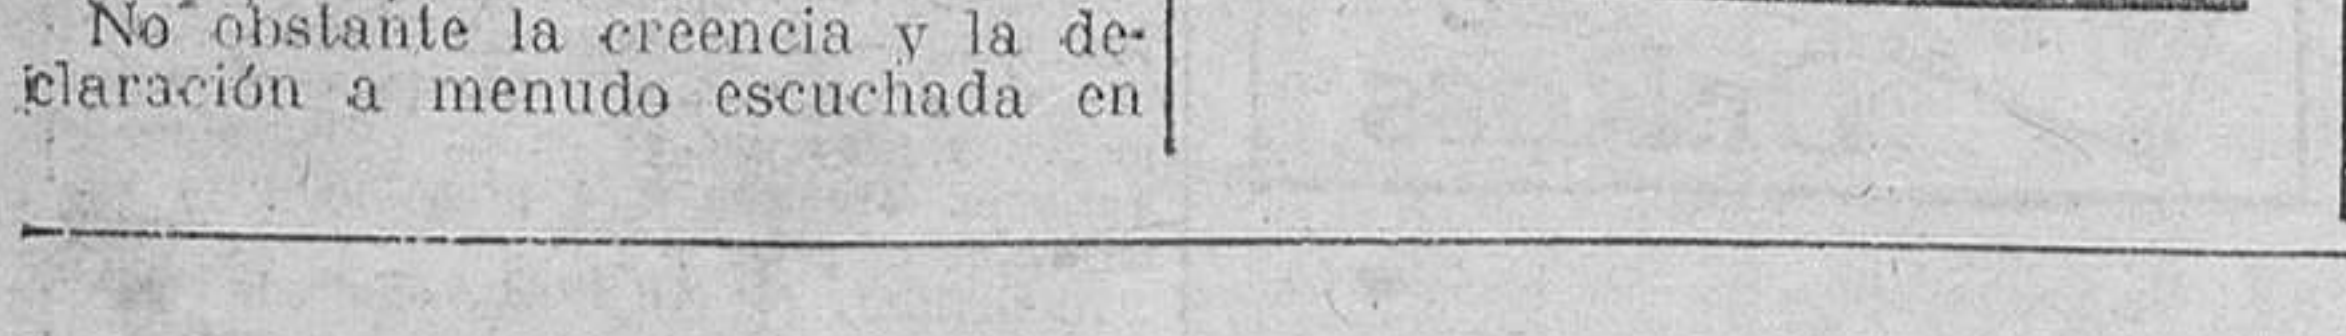 No obstante la creencia y la de-
claración a menudo escuchada en